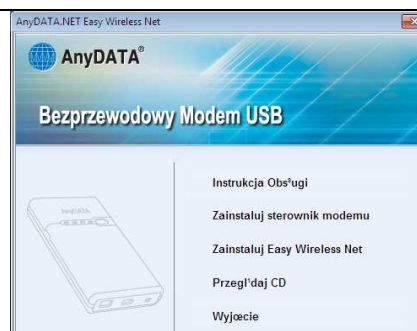 AnyDATA.NET Easy Wireless Net
AnyDATA®
Bezprzewodowy Modem USB
AnyDATA
Instrukcja Obs³ugi
Zainstaluj sterownik modemu
Zainstaluj Easy Wireless Net
Przegl¹daj CD
Wyjœcie